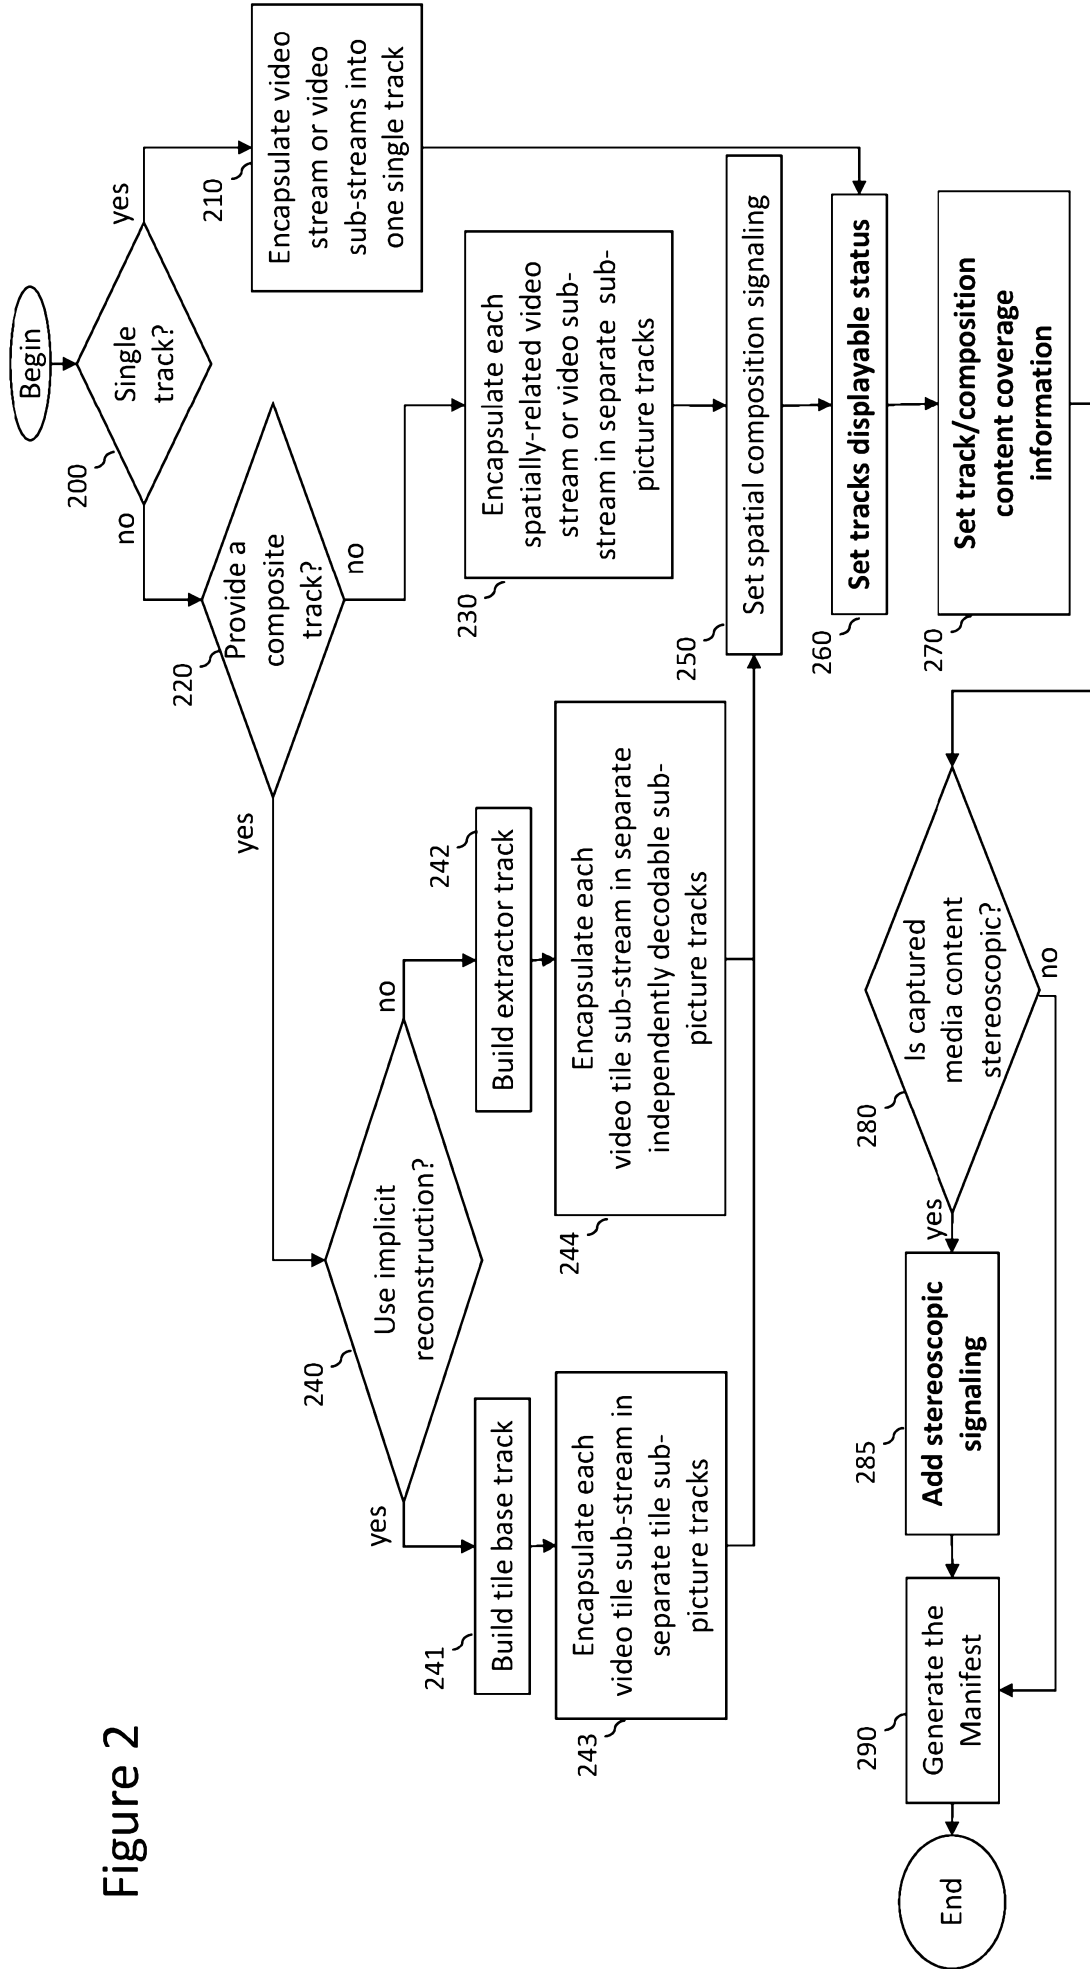 Figure 2
Begin
Single
track?
200
yes
no
210
Encapsulate video
stream or video
sub-streams into
one single track
220
Provide a
composite
track?
yes
no
230
Encapsulate each
spatially-related video
stream or video sub-
stream in separate sub-
picture tracks
240
Use implicit
reconstruction?
yes
no
241
Build tile base track
242
Build extractor track
243
Encapsulate each
video tile sub-stream in
separate tile sub-
picture tracks
244
Encapsulate each
video tile sub-stream in separate
independently decodable sub-
picture tracks
250
Set spatial composition signaling
260
Set tracks displayable status
270
Set track/composition
content coverage
information
280
Is captured
media content
stereoscopic?
yes
no
285
Add stereoscopic
signaling
290
Generate the
Manifest
End